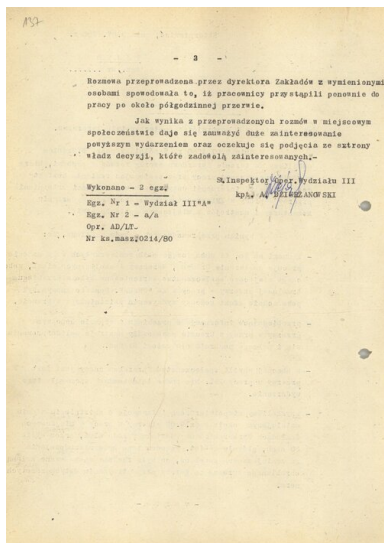 137
- 2 -
Rozmowa przeprowadzona przez dyrektora Zakładów z wymienionymi
osobami spowodowała to, iż pracownicy przystąpili ponownie do
pracy po około półgodzinnej przerwie.
Jak wynika z przeprowadzonych rozmów w miejscowym
społeczeństwie daje się zauważyć duże zainteresowanie
powyższym wydarzeniem oraz oczekuje się podjęcia ze strony
władz decyzji, które zadowolą zainteresowanych.-
St.Inspektor Oper.Wydziału III
Wykonano - 2 egz.
kpt. A.
Egz. Nr 1 - Wydział III"A"
Egz. Nr 2 - a/a
Opr. AD/LT.
Nr ks.masz.0214/80